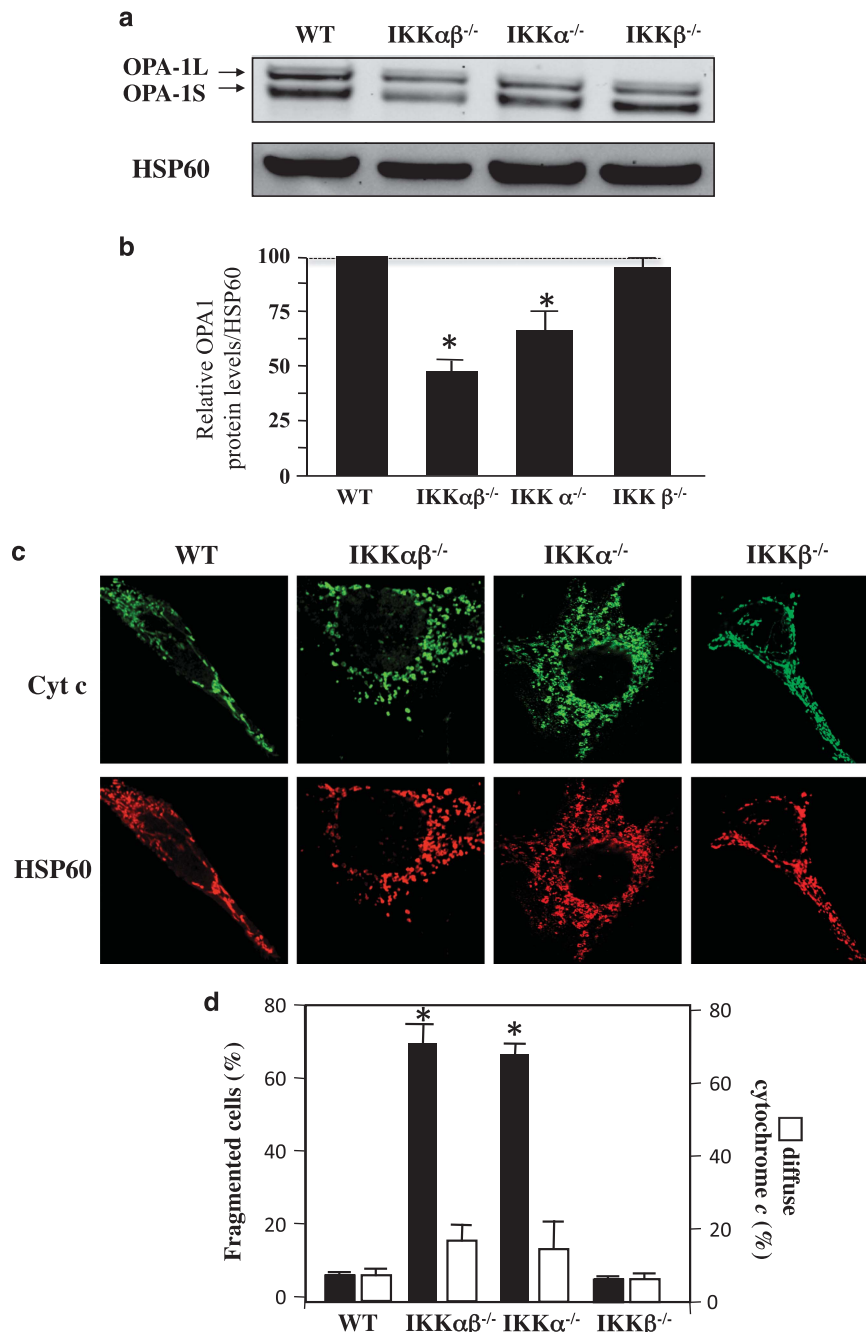 a
WT IKKαβ-/- IKKα-/- IKKβ-/-
OPA-1L
OPA-1S
HSP60
b
Relative OPA1
protein levels/HSP60
100
75
50
25
0
*
*
WT IKKαβ-/- IKK α-/- IKK β-/-
c
WT IKKαβ-/- IKKα-/- IKKβ-/-
Cyt c
HSP60
d
Fragmented cells (%)
80
60
40
20
0
*
*
80
60
40
20
0
diffuse
cytochrome c (%)
WT IKKαβ-/- IKKα-/- IKKβ-/-